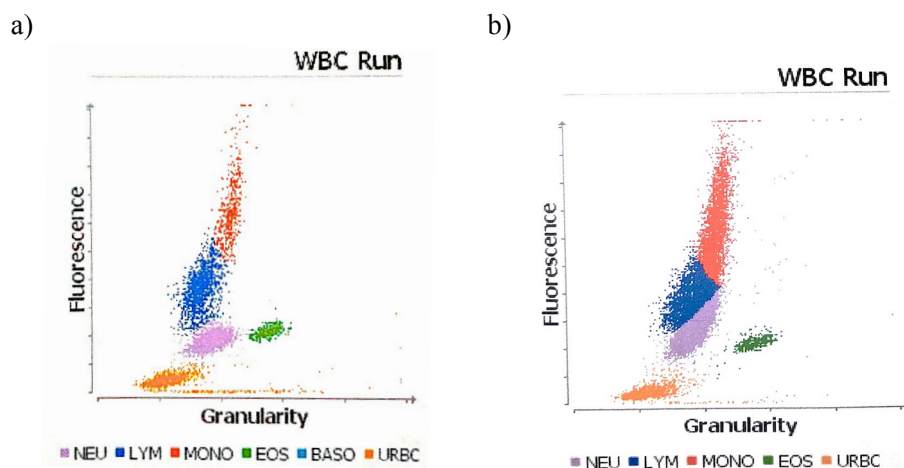 a)
WBC Run
Fluorescence
Granularity
NEU LYM MONO EOS BASO URBC
b)
WBC Run
Fluorescence
Granularity
NEU LYM MONO EOS URBC